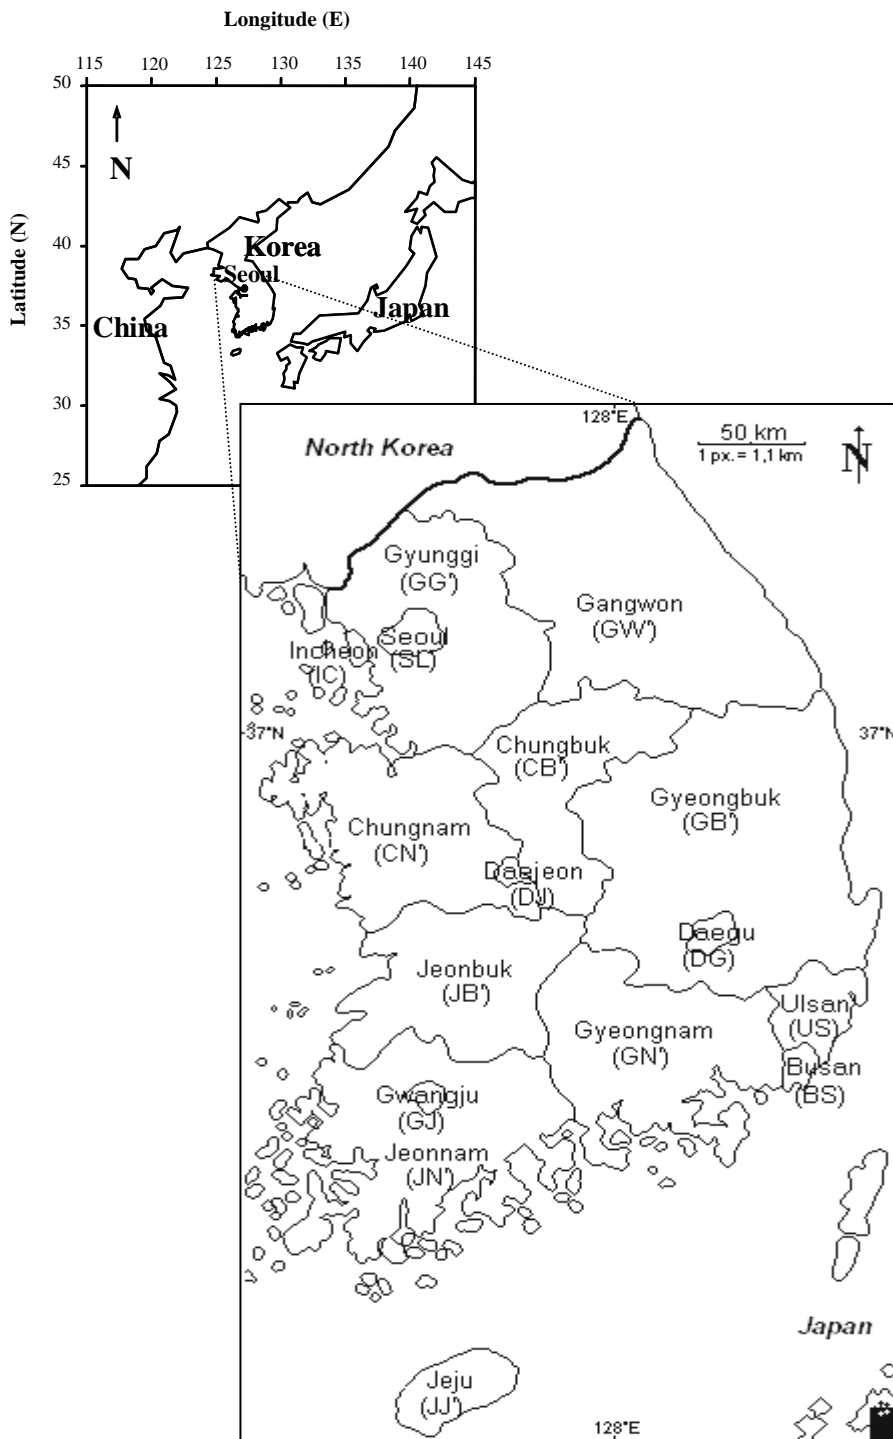 Longitude (E)
115 120 125 130 135 140 145
50
45
40
35
30
25
Latitude (N)
N
Korea
Seoul
China
Japan
128°E
North Korea
50 km
1 px. = 1,1 km
N
Gyunggi
(GG')
Gangwon
(GW')
Seoul
(SL)
Incheon
(IC)
37°N
37°N
Chungbuk
(CB')
Gyeongbuk
(GB')
Chungnam
(CN')
Daejeon
(DJ)
Daegu
(DG)
Jeonbuk
(JB')
Ulsan
(US)
Gyeongnam
(GN')
Busan
(BS)
Gwangju
(GJ)
Jeonnam
(JN')
Japan
Jeju
(JJ')
128°E